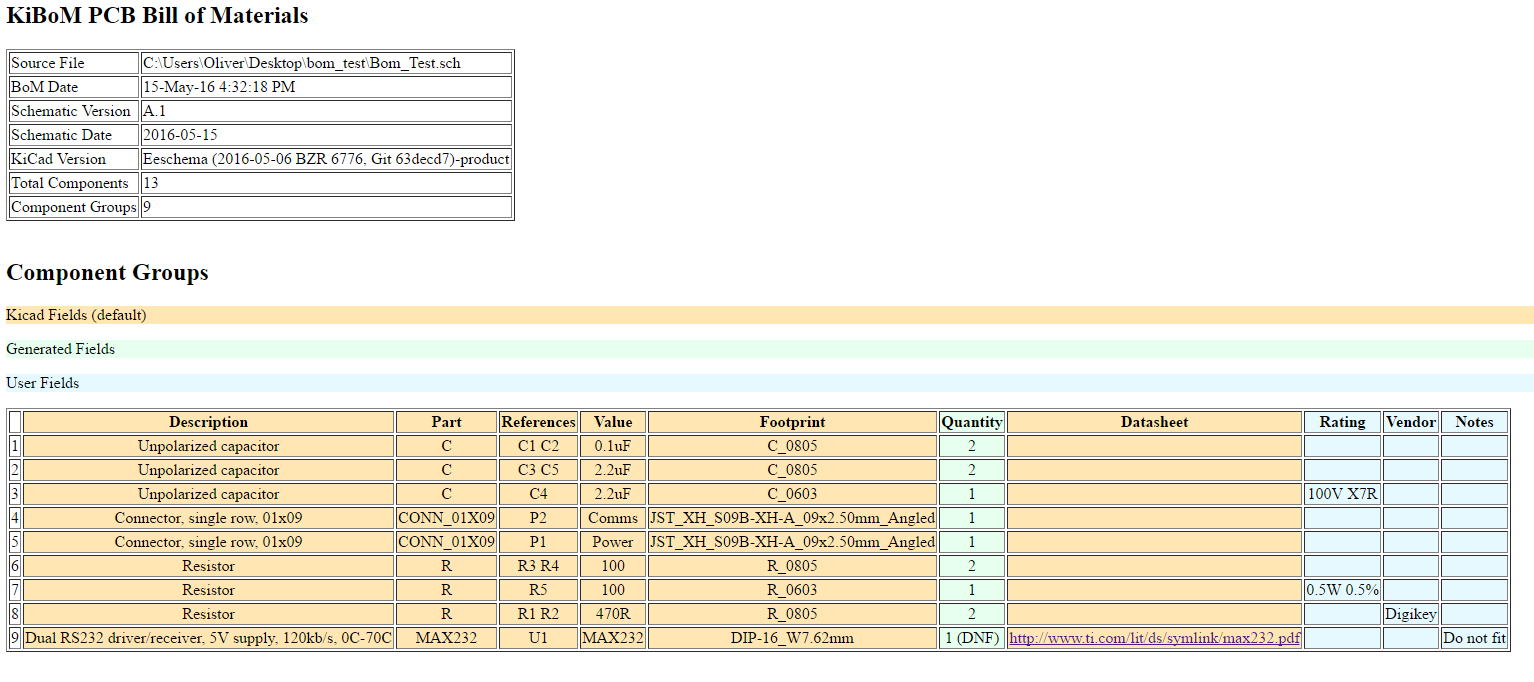 KiBoM PCB Bill of Materials
Source File C:\Users\Oliver\Desktop\bom_test\Bom_Test.sch
BoM Date 15-May-16 4:32:18 PM
Schematic Version A.1
Schematic Date 2016-05-15
KiCad Version Eeschema (2016-05-06 BZR 6776, Git 63decd7)-product
Total Components 13
Component Groups 9
Component Groups
Kicad Fields (default)
Generated Fields
User Fields
Description Part References Value Footprint Quantity Datasheet Rating Vendor Notes
1 Unpolarized capacitor C C1 C2 0.1uF C_0805 2
2 Unpolarized capacitor C C3 C5 2.2uF C_0805 2
3 Unpolarized capacitor C C4 2.2uF C_0603 1 100V X7R
4 Connector, single row, 01x09 CONN_01X09 P2 Comms JST_XH_S09B-XH-A_09x2.50mm_Angled 1
5 Connector, single row, 01x09 CONN_01X09 P1 Power JST_XH_S09B-XH-A_09x2.50mm_Angled 1
6 Resistor R R3 R4 100 R_0805 2
7 Resistor R R5 100 R_0603 1 0.5W 0.5%
8 Resistor R R1 R2 470R R_0805 2 Digikey
9 Dual RS232 driver/receiver, 5V supply, 120kb/s, 0C-70C MAX232 U1 MAX232 DIP-16_W7.62mm 1 (DNF) http://www.ti.com/lit/ds/symlink/max232.pdf Do not fit